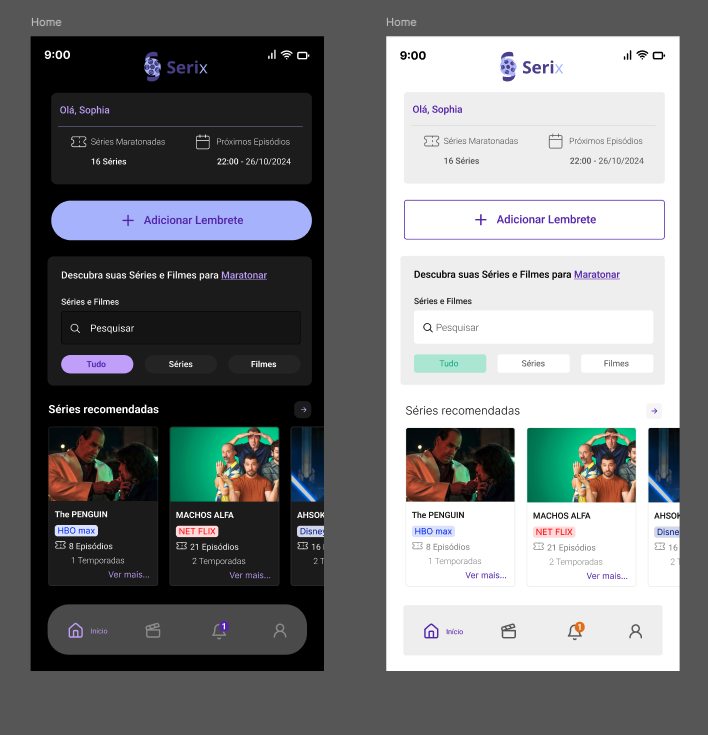 Home
9:00
Serix
Olá, Sophia
Séries Maratonadas
Próximos Episódios
16 Séries
22:00 - 26/10/2024
Adicionar Lembrete
Descubra suas Séries e Filmes para Maratonar
Séries e Filmes
Pesquisar
Tudo
Séries
Filmes
Séries recomendadas
The PENGUIN
HBO max
8 Episódios
1 Temporadas
Ver mais...
MACHOS ALFA
NET FLIX
21 Episódios
2 Temporadas
Ver mais...
AHSOK
Disney
16
2 T
Início
1
Home
9:00
Serix
Olá, Sophia
Séries Maratonadas
Próximos Episódios
16 Séries
22:00 - 26/10/2024
Adicionar Lembrete
Descubra suas Séries e Filmes para Maratonar
Séries e Filmes
Pesquisar
Tudo
Séries
Filmes
Séries recomendadas
The PENGUIN
HBO max
8 Episódios
1 Temporadas
Ver mais...
MACHOS ALFA
NET FLIX
21 Episódios
2 Temporadas
Ver mais...
AHSOK
Disne
16
2 T
Início
1